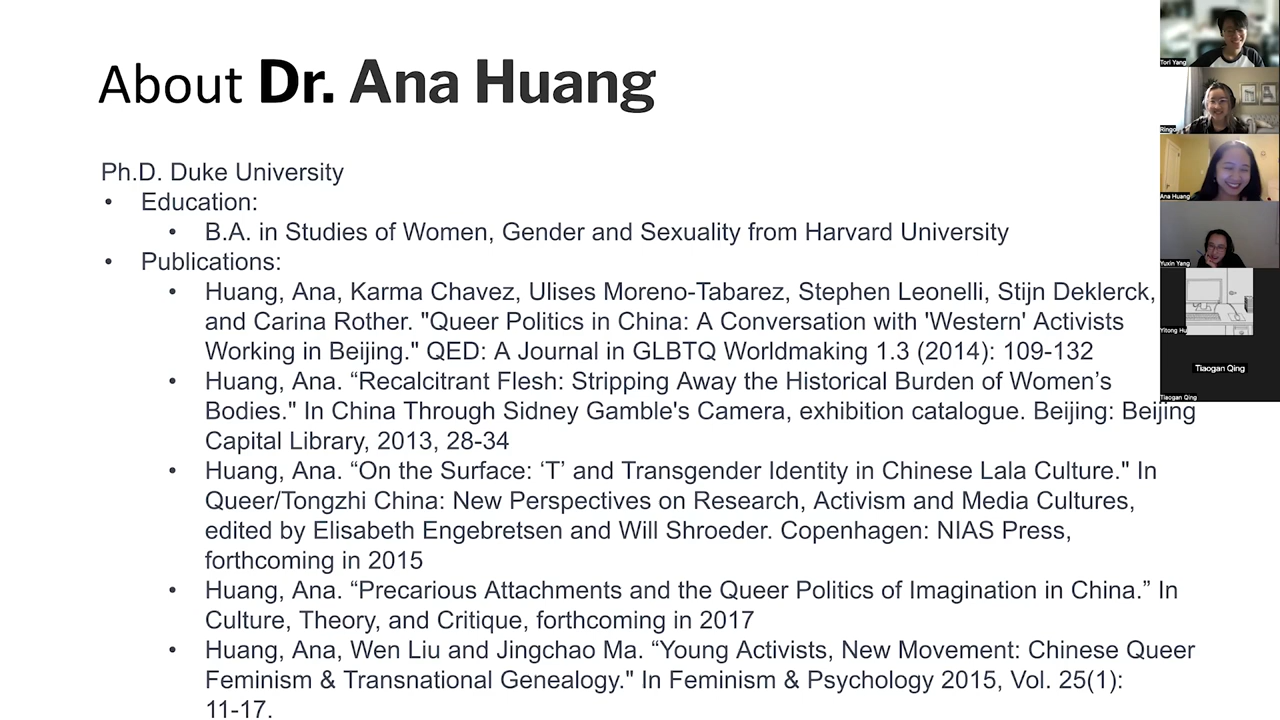 About Dr. Ana Huang
Ph.D. Duke University
• Education:
• B.A. in Studies of Women, Gender and Sexuality from Harvard University
• Publications:
• Huang, Ana, Karma Chavez, Ulises Moreno-Tabarez, Stephen Leonelli, Stijn Deklerck,
and Carina Rother. "Queer Politics in China: A Conversation with 'Western' Activists
Working in Beijing." QED: A Journal in GLBTQ Worldmaking 1.3 (2014): 109-132
• Huang, Ana. “Recalcitrant Flesh: Stripping Away the Historical Burden of Women’s
Bodies." In China Through Sidney Gamble's Camera, exhibition catalogue. Beijing: Beijing
Capital Library, 2013, 28-34
• Huang, Ana. “On the Surface: ‘T’ and Transgender Identity in Chinese Lala Culture." In
Queer/Tongzhi China: New Perspectives on Research, Activism and Media Cultures,
edited by Elisabeth Engebretsen and Will Shroeder. Copenhagen: NIAS Press,
forthcoming in 2015
• Huang, Ana. “Precarious Attachments and the Queer Politics of Imagination in China.” In
Culture, Theory, and Critique, forthcoming in 2017
• Huang, Ana, Wen Liu and Jingchao Ma. “Young Activists, New Movement: Chinese Queer
Feminism & Transnational Genealogy." In Feminism & Psychology 2015, Vol. 25(1):
11-17.
Tori Yang
Ringo
Ana Huang
Yuxin Yang
Yitong Hu
Tiaogan Qing
Tiaogan Qing